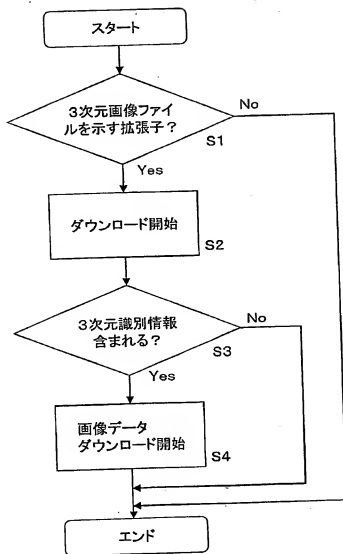 スタート
3次元画像ファイ
ルを示す拡張子？
No
S1
Yes
ダウンロード開始
S2
3次元識別情報
含まれる？
No
S3
Yes
画像データ
ダウンロード開始
S4
エンド